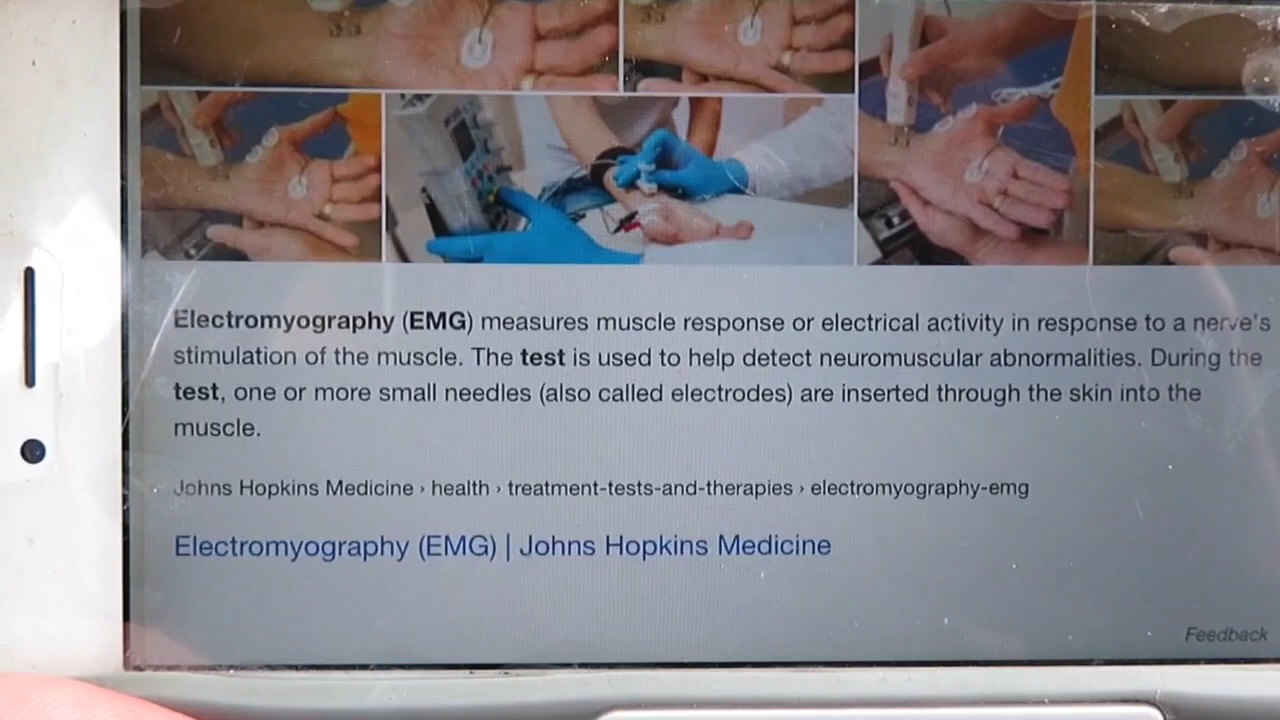 Electromyography (EMG) measures muscle response or electrical activity in response to a nerve's
stimulation of the muscle. The test is used to help detect neuromuscular abnormalities. During the
test, one or more small needles (also called electrodes) are inserted through the skin into the
muscle.
Johns Hopkins Medicine › health › treatment-tests-and-therapies › electromyography-emg
Electromyography (EMG) | Johns Hopkins Medicine
Feedback